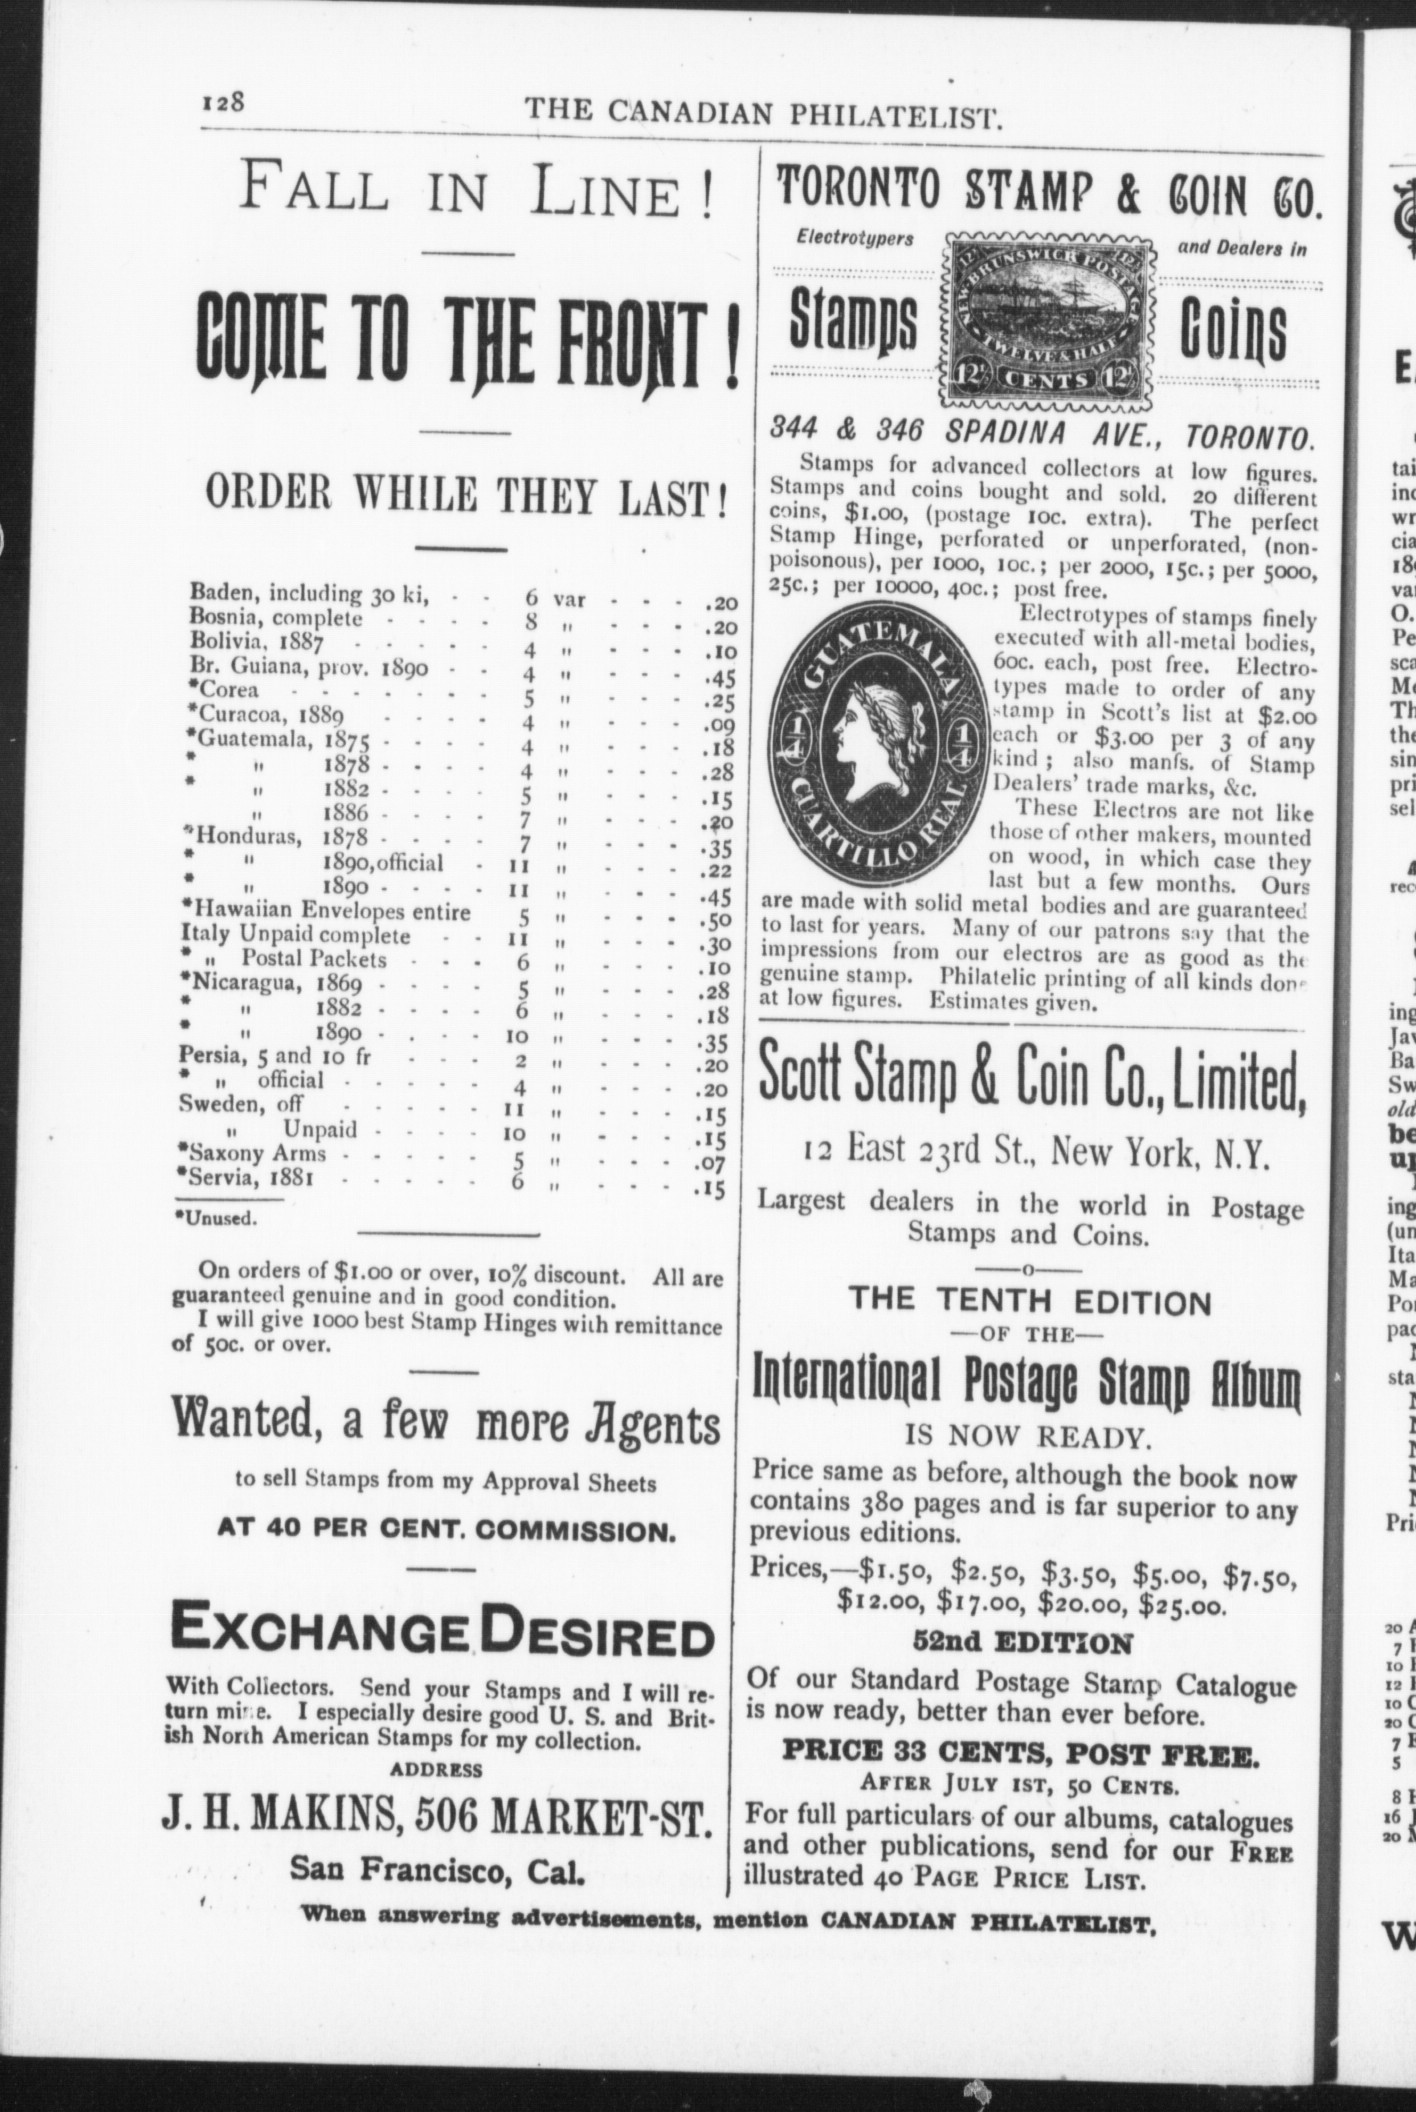 128
THE CANADIAN PHILATELIST.
FALL IN LINE!
COME TO THE FRONT!
ORDER WHILE THEY LAST!
Baden, including 30 ki, - - 6 var - - - .20
Bosnia, complete - - - - 8 " - - - .20
Bolivia, 1887 - - - - - 4 " - - - .10
Br. Guiana, prov. 1890 - - 4 " - - - .45
*Corea - - - - - - - 5 " - - - .25
*Curacoa, 1889 - - - - 4 " - - - .09
*Guatemala, 1875 - - - - 4 " - - - .18
* " 1878 - - - - 4 " - - - .28
* " 1882 - - - - 5 " - - - .15
" 1886 - - - - 7 " - - - .20
*Honduras, 1878 - - - - 7 " - - - .35
* " 1890, official - 11 " - - - .22
* " 1890 - - - - 11 " - - - .45
*Hawaiian Envelopes entire 5 " - - - .50
Italy Unpaid complete - - 11 " - - - .30
* " Postal Packets - - - 6 " - - - .10
*Nicaragua, 1869 - - - - 5 " - - - .28
* " 1882 - - - - 6 " - - - .18
* " 1890 - - - - 10 " - - - .35
Persia, 5 and 10 fr - - - 2 " - - - .20
* " official - - - - - 4 " - - - .20
Sweden, off - - - - - 11 " - - - .15
" Unpaid - - - - 10 " - - - .15
*Saxony Arms - - - - - 5 " - - - .07
*Servia, 1881 - - - - - 6 " - - - .15
*Unused.
On orders of $1.00 or over, 10% discount. All are
guaranteed genuine and in good condition.
I will give 1000 best Stamp Hinges with remittance
of 50c. or over.
Wanted, a few more Agents
to sell Stamps from my Approval Sheets
AT 40 PER CENT. COMMISSION.
EXCHANGE DESIRED
With Collectors. Send your Stamps and I will re-
turn mine. I especially desire good U. S. and Brit-
ish North American Stamps for my collection.
ADDRESS
J. H. MAKINS, 506 MARKET-ST.
San Francisco, Cal.
TORONTO STAMP & COIN CO.
Electrotypers
and Dealers in
Stamps
Coins
NEW-BRUNSWICK POSTAGE
TWELVE & HALF
12½ CENTS 12½
344 & 346 SPADINA AVE., TORONTO.
Stamps for advanced collectors at low figures.
Stamps and coins bought and sold. 20 different
coins, $1.00, (postage 10c. extra). The perfect
Stamp Hinge, perforated or unperforated, (non-
poisonous), per 1000, 10c.; per 2000, 15c.; per 5000,
25c.; per 10000, 40c.; post free.
GUATEMALA
1/4
1/4
CUARTILLO REAL
Electrotypes of stamps finely
executed with all-metal bodies,
60c. each, post free. Electro-
types made to order of any
stamp in Scott's list at $2.00
each or $3.00 per 3 of any
kind; also manfs. of Stamp
Dealers' trade marks, &c.
These Electros are not like
those of other makers, mounted
on wood, in which case they
last but a few months. Ours
are made with solid metal bodies and are guaranteed
to last for years. Many of our patrons say that the
impressions from our electros are as good as the
genuine stamp. Philatelic printing of all kinds done
at low figures. Estimates given.
Scott Stamp & Coin Co., Limited,
12 East 23rd St., New York, N.Y.
Largest dealers in the world in Postage
Stamps and Coins.
——o——
THE TENTH EDITION
—OF THE—
International Postage Stamp Album
IS NOW READY.
Price same as before, although the book now
contains 380 pages and is far superior to any
previous editions.
Prices,—$1.50, $2.50, $3.50, $5.00, $7.50,
$12.00, $17.00, $20.00, $25.00.
52nd EDITION
Of our Standard Postage Stamp Catalogue
is now ready, better than ever before.
PRICE 33 CENTS, POST FREE.
AFTER JULY 1ST, 50 CENTS.
For full particulars of our albums, catalogues
and other publications, send for our FREE
illustrated 40 PAGE PRICE LIST.
When answering advertisements, mention CANADIAN PHILATELIST.